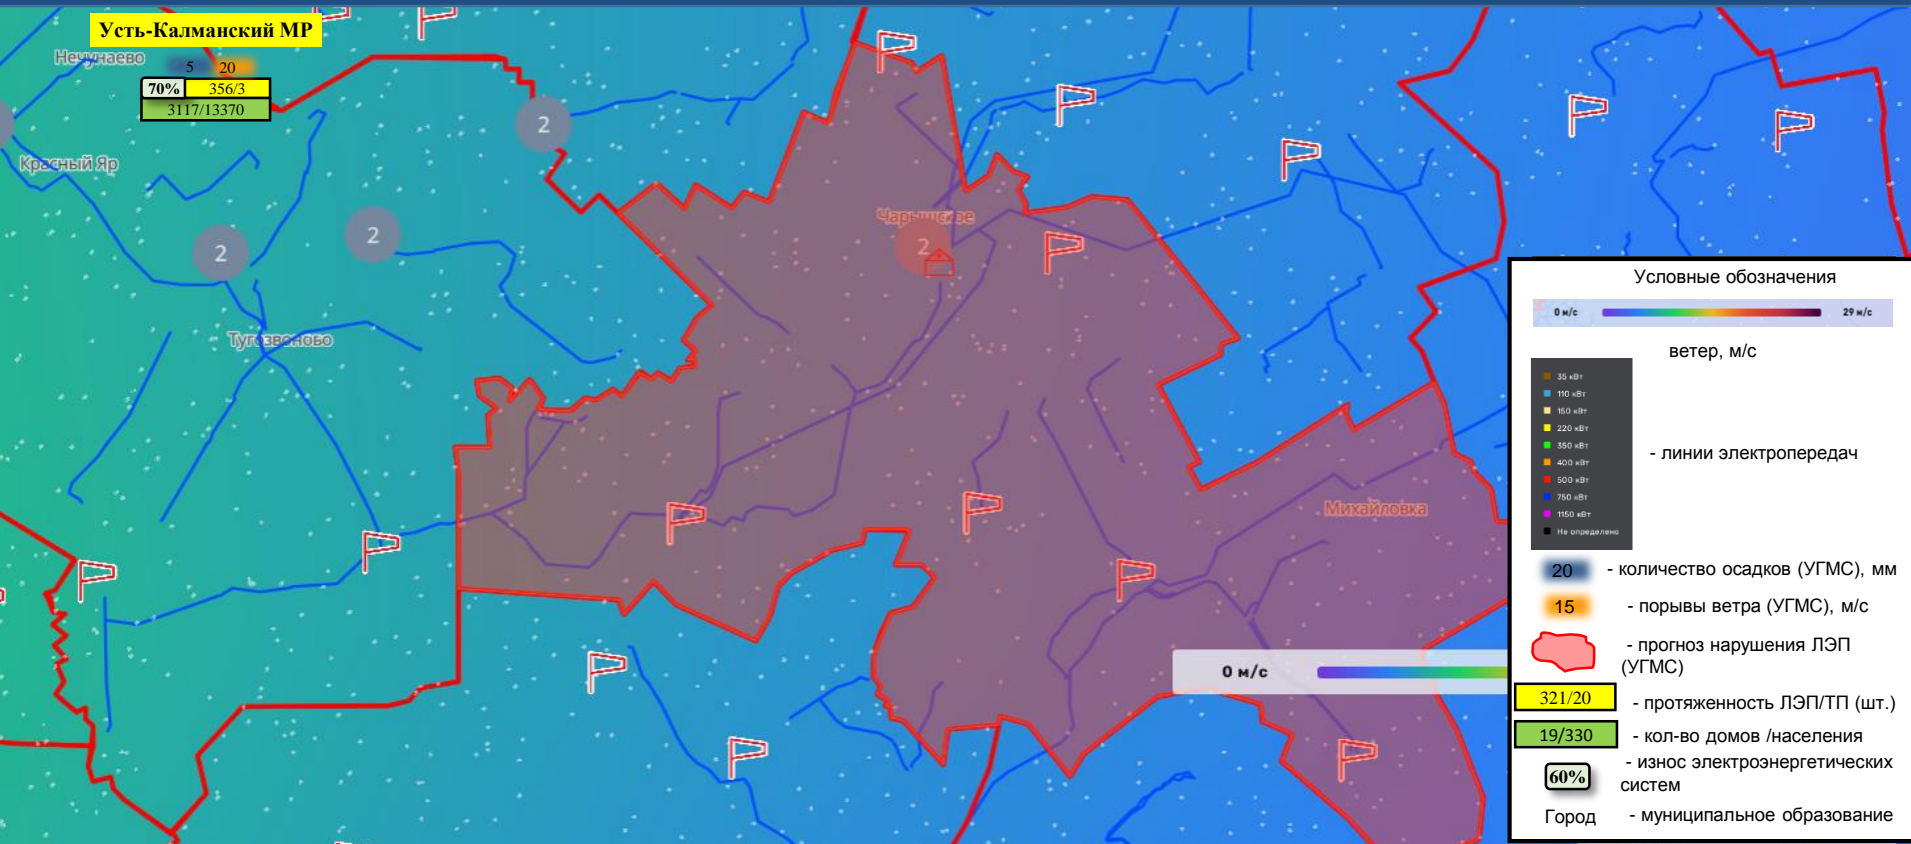 Усть-Калманский МР
Нечунаево
5 20
70% 356/3
3117/13370
2
Красный Яр
Чарышское
2
2
2
Тугозвоново
Михайловка
0 м/с
Условные обозначения
0 м/с 29 м/с
ветер, м/с
35 кВт
110 кВт
150 кВт
220 кВт
350 кВт
400 кВт
500 кВт
750 кВт
1150 кВт
Не определено
- линии электропередач
20 - количество осадков (УГМС), мм
15 - порывы ветра (УГМС), м/с
- прогноз нарушения ЛЭП
(УГМС)
321/20 - протяженность ЛЭП/ТП (шт.)
19/330 - кол-во домов /населения
60% - износ электроэнергетических
систем
Город - муниципальное образование